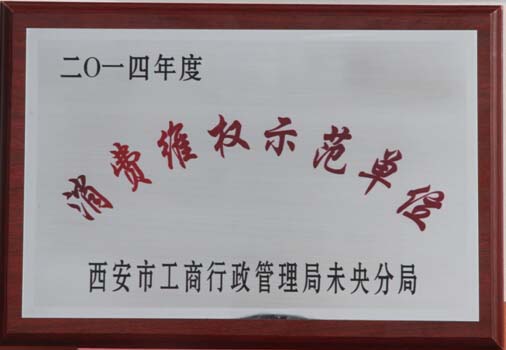 二〇一四年度
消费维权示范单位
西安市工商行政管理局未央分局